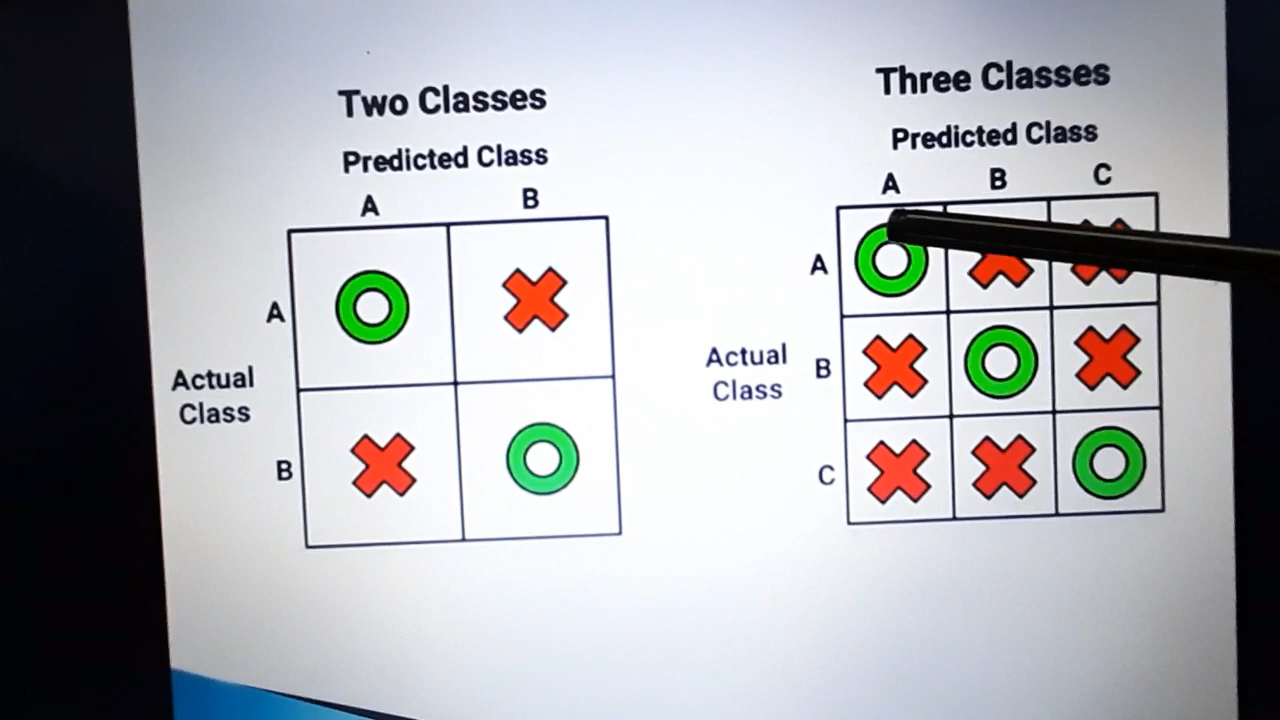 Two Classes
Predicted Class
A B
A
Actual
Class
B
Three Classes
Predicted Class
A B C
A
Actual
Class
B
C